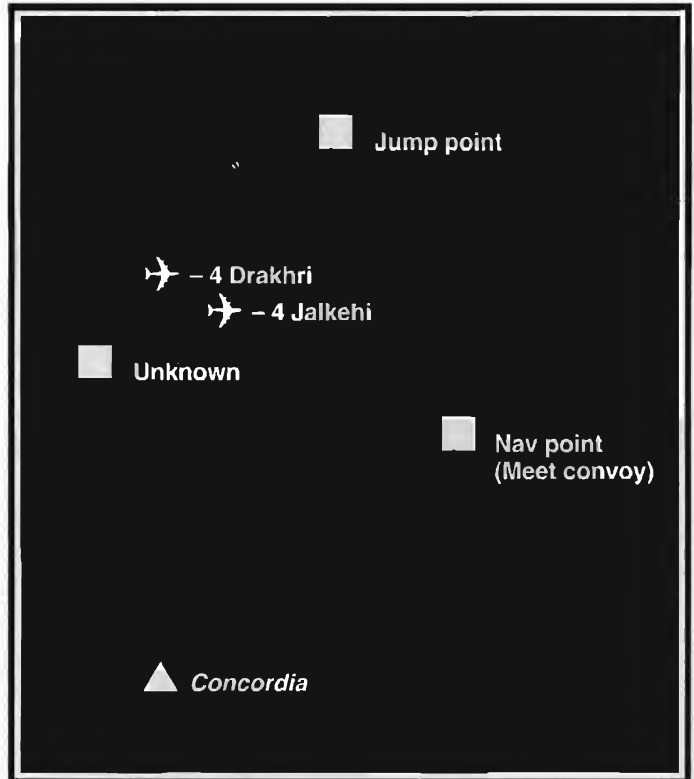 Jump point
– 4 Drakhri
– 4 Jalkehi
Unknown
Nav point
(Meet convoy)
Concordia